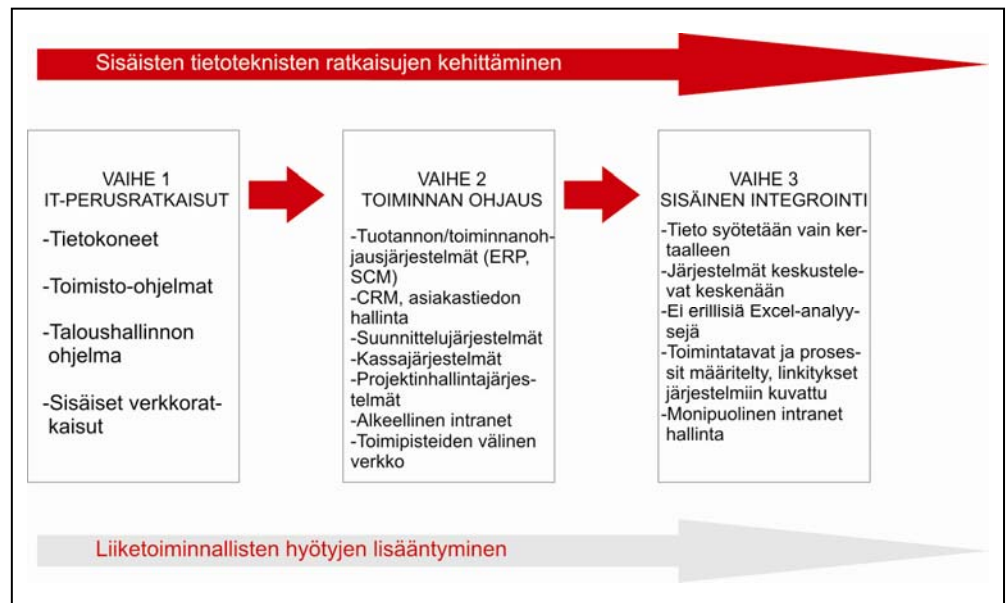 Sisäisten tietoteknisten ratkaisujen kehittäminen
VAIHE 1
IT-PERUSRATKAISUT
-Tietokoneet
-Toimisto-ohjelmat
-Taloushallinnon
ohjelma
-Sisäiset verkkorat-
kaisut
VAIHE 2
TOIMINNAN OHJAUS
-Tuotannon/toiminnanoh-
jausjärjestelmät (ERP,
SCM)
-CRM, asiakastiedon
hallinta
-Suunnittelujärjestelmät
-Kassajärjestelmät
-Projektinhallintajärjes-
telmät
-Alkeellinen intranet
-Toimipisteiden välinen
verkko
VAIHE 3
SISÄINEN INTEGROINTI
-Tieto syötetään vain ker-
taalleen
-Järjestelmät keskustele-
vat keskenään
-Ei erillisiä Excel-analyy-
sejä
-Toimintatavat ja proses-
sit määritelty, linkitykset
järjestelmiin kuvattu
-Monipuolinen intranet
hallinta
Liiketoiminnallisten hyötyjen lisääntyminen